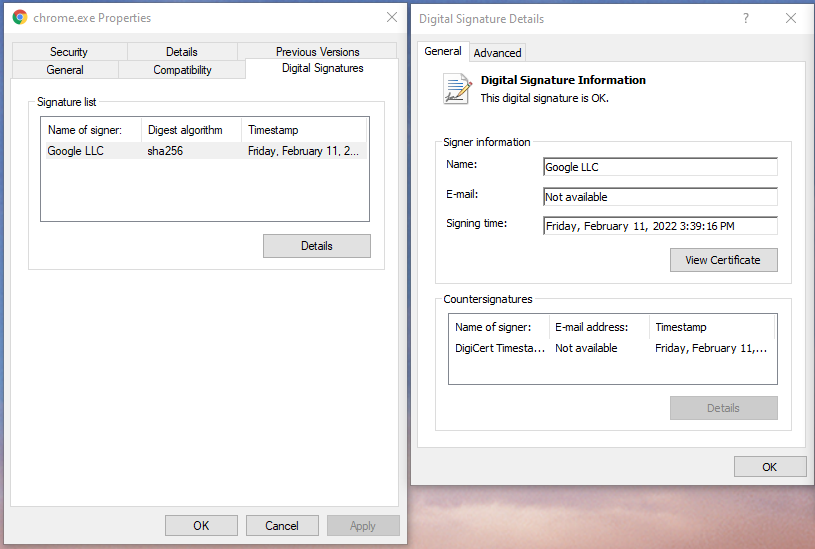 chrome.exe Properties
Security Details Previous Versions
General Compatibility Digital Signatures
Signature list
Name of signer: Digest algorithm Timestamp
Google LLC sha256 Friday, February 11, 2...
Details
OK Cancel Apply
Digital Signature Details ?
General Advanced
Digital Signature Information
This digital signature is OK.
Signer information
Name: Google LLC
E-mail: Not available
Signing time: Friday, February 11, 2022 3:39:16 PM
View Certificate
Countersignatures
Name of signer: E-mail address: Timestamp
DigiCert Timesta... Not available Friday, February 11,...
Details
OK